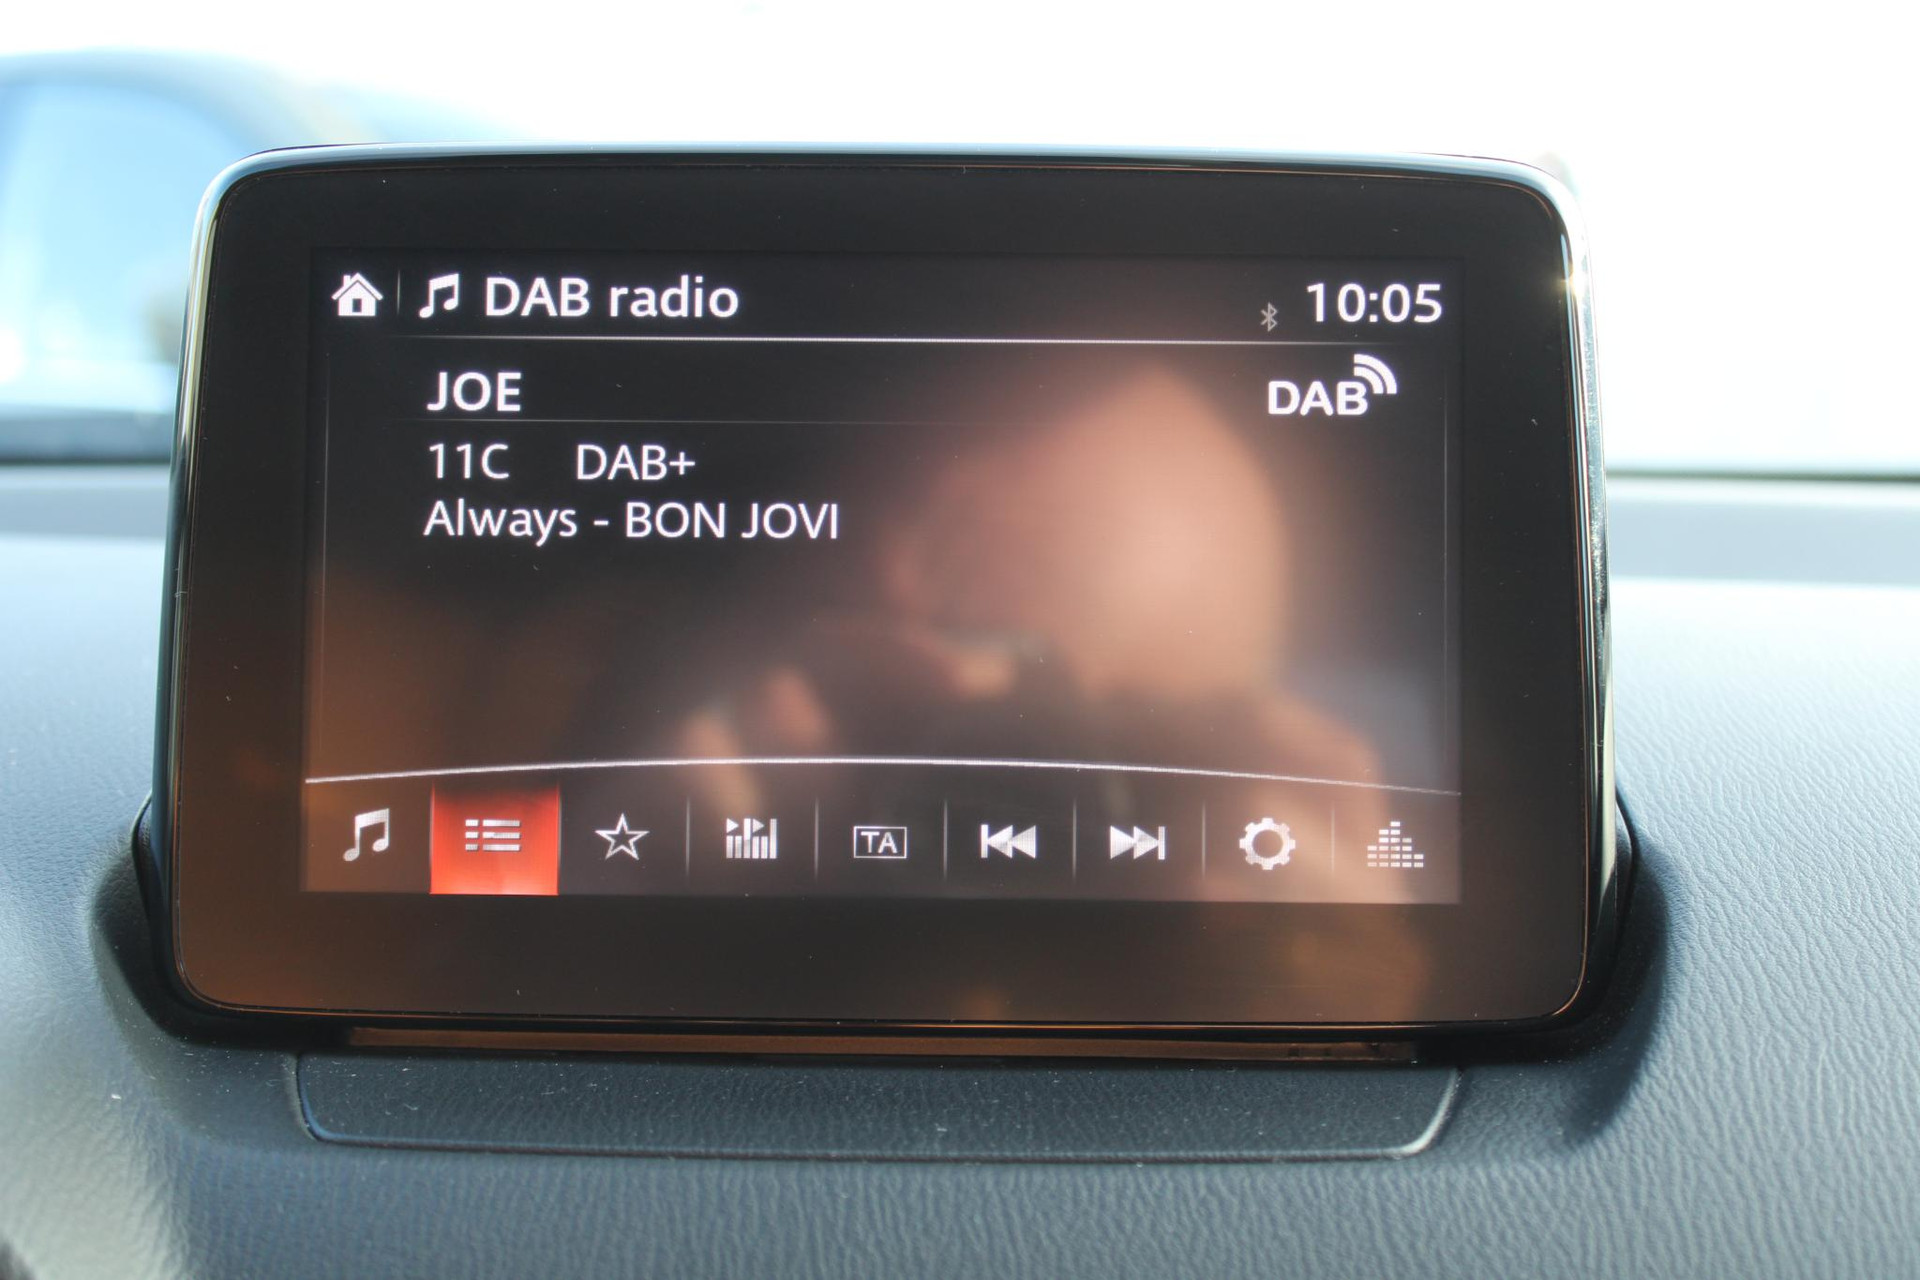 DAB radio 10:05
JOE DAB
11C DAB+
Always - BON JOVI
TA